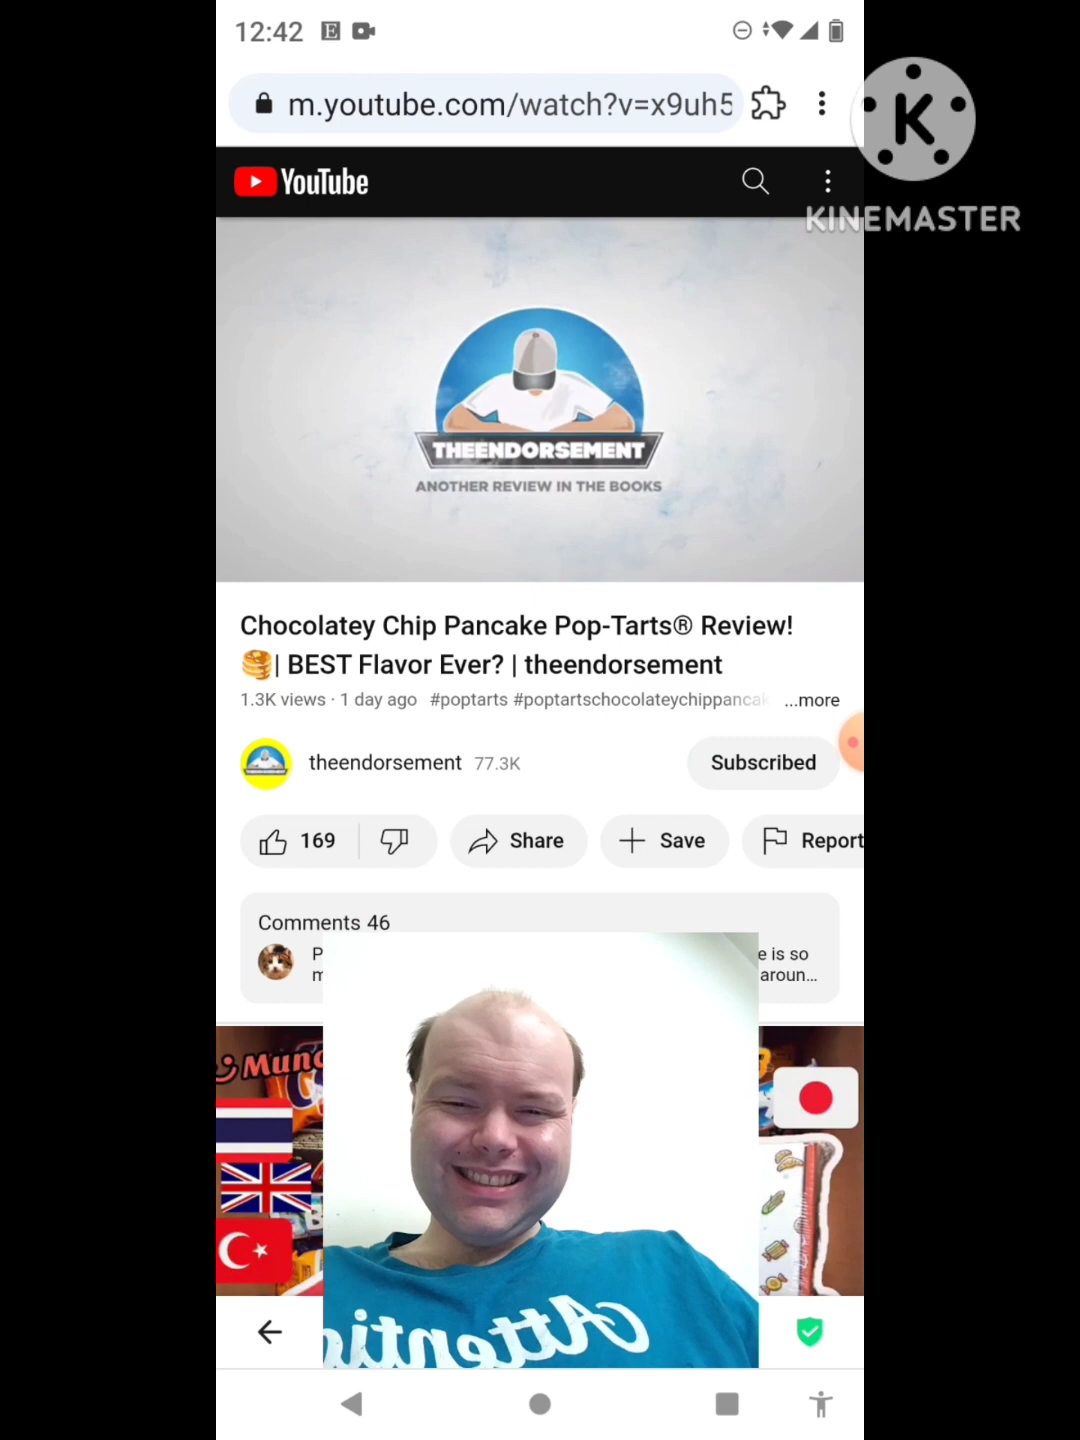 12:42
m.youtube.com/watch?v=x9uh5
K
KINEMASTER
YouTube
THEENDORSEMENT
ANOTHER REVIEW IN THE BOOKS
Chocolatey Chip Pancake Pop-Tarts® Review!
🥞| BEST Flavor Ever? | theendorsement
1.3K views · 1 day ago #poptarts #poptartschocolateychippancak ...more
theendorsement 77.3K
Subscribed
169
Share
Save
Report
Comments 46
e is so
aroun...
Attenti